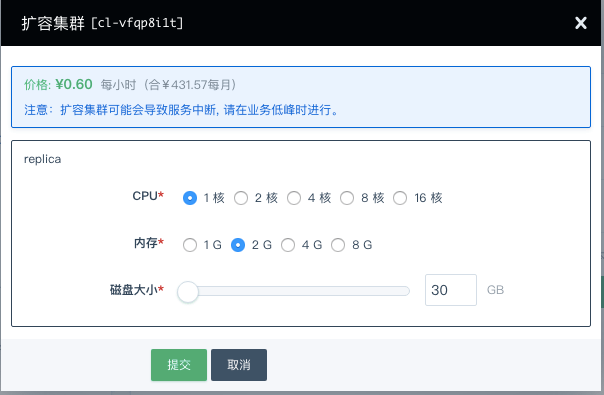 扩容集群 [cl-vfqp8i1t]
价格: ¥0.60 每小时（合¥431.57每月）
注意：扩容集群可能会导致服务中断, 请在业务低峰时进行。
replica
CPU* 1 核 2 核 4 核 8 核 16 核
内存* 1 G 2 G 4 G 8 G
磁盘大小* 30 GB
提交 取消